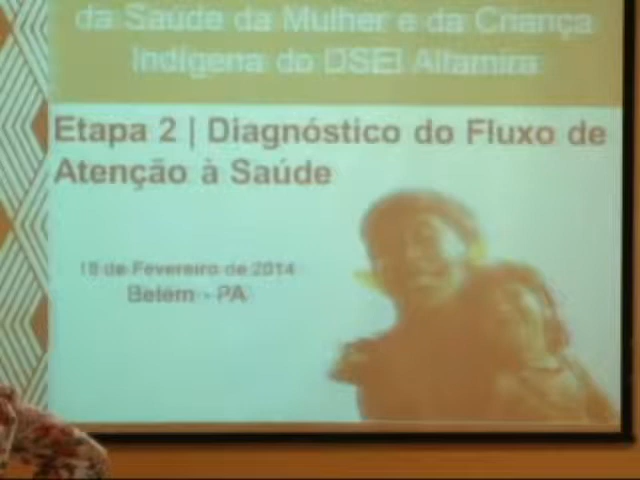 da Saúde da Mulher e da Criança
Indígena do DSEI Altamira
Etapa 2 | Diagnóstico do Fluxo de
Atenção à Saúde
de Fevereiro de 2014
Belém - PA